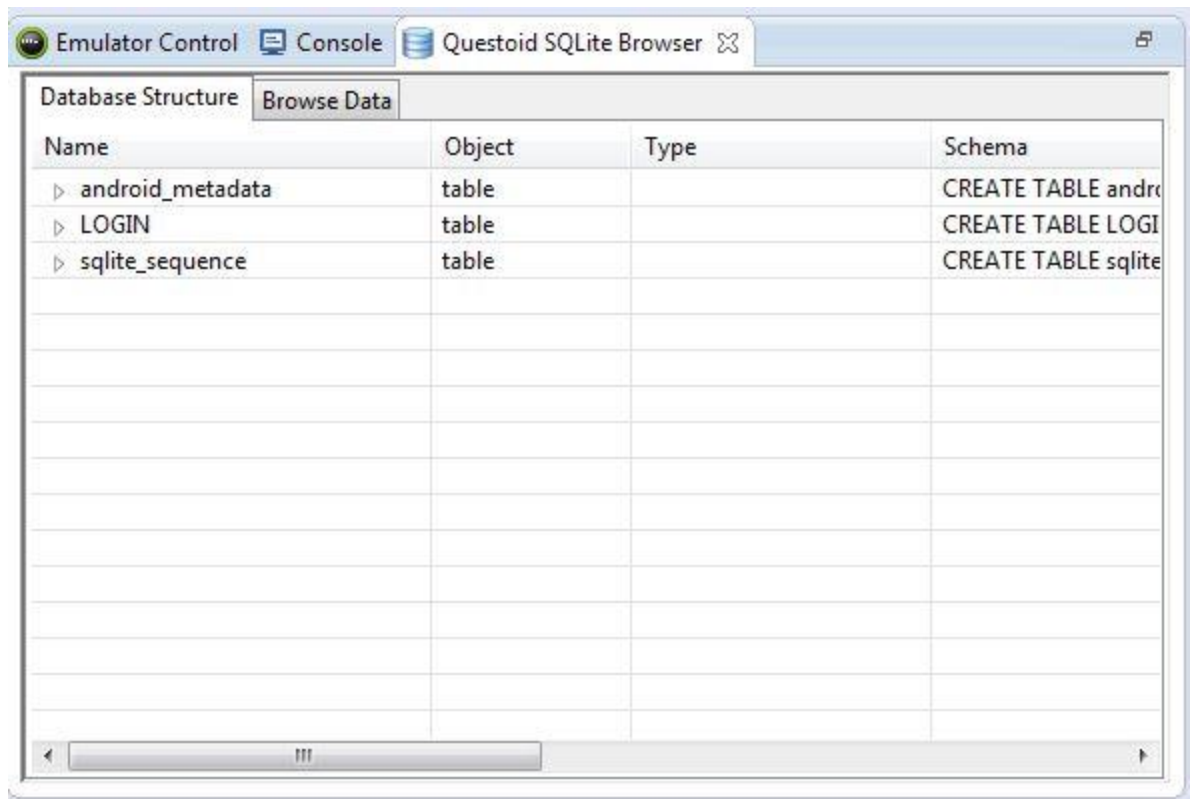 Emulator Control Console Questoid SQLite Browser
Database Structure Browse Data
Name Object Type Schema
android_metadata table CREATE TABLE andro
LOGIN table CREATE TABLE LOGI
sqlite_sequence table CREATE TABLE sqlite